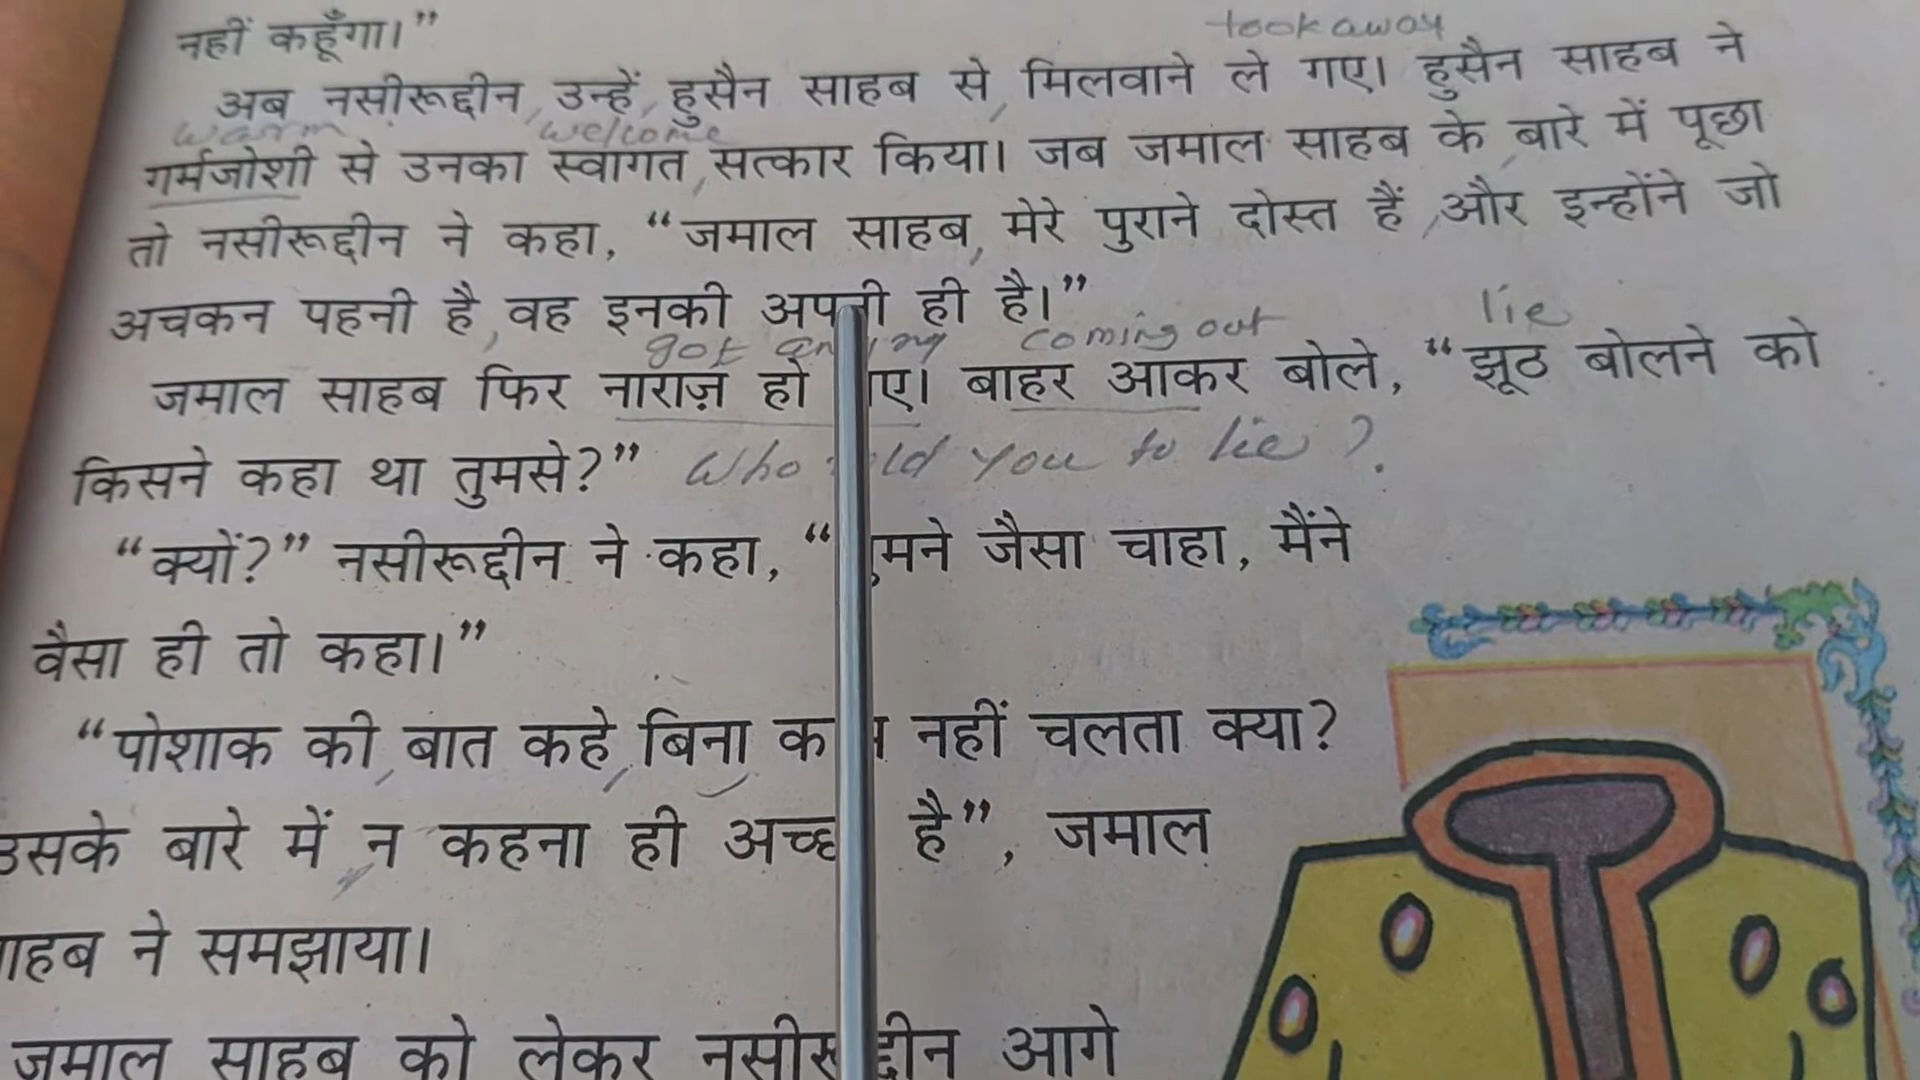 नहीं कहूँगा।”
took away
अब नसीरूद्दीन, उन्हें, हुसैन साहब से, मिलवाने ले गए। हुसैन साहब ने
warm welcome
गर्मजोशी से उनका स्वागत, सत्कार किया। जब जमाल साहब के, बारे में पूछा
तो नसीरूद्दीन ने कहा, “जमाल साहब, मेरे पुराने दोस्त हैं, और इन्होंने जो
अचकन पहनी है, वह इनकी अपनी ही है।”
got coming out lie
जमाल साहब फिर नाराज़ हो गए। बाहर आकर बोले, “झूठ बोलने को
किसने कहा था तुमसे?” Who told you to lie?
“क्यों?” नसीरूद्दीन ने कहा, “तुमने जैसा चाहा, मैंने
वैसा ही तो कहा।”
“पोशाक की, बात कहे, बिना काम नहीं चलता क्या?
उसके बारे में, न कहना ही अच्छा है”, जमाल
साहब ने समझाया।
जमाल साहब को लेकर नसीरूद्दीन आगे